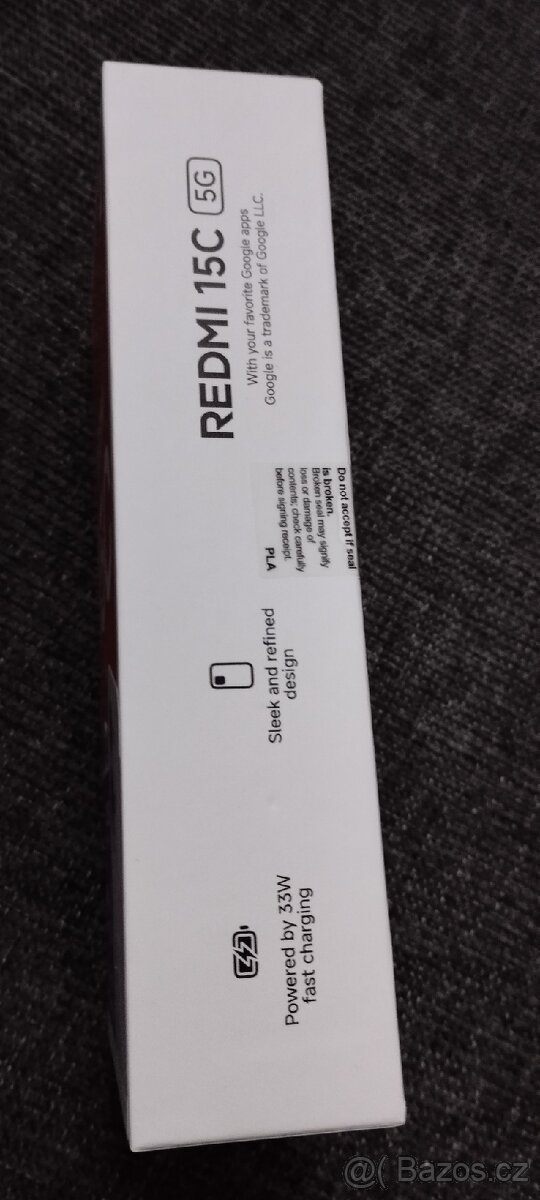 REDMI 15C 5G
With your favorite Google apps
Google is a trademark of Google LLC.
Do not accept if seal
is broken.
Broken seal may signify
loss or damage of
contents; check carefully
before signing receipt.
PLA
Sleek and refined
design
Powered by 33W
fast charging
@( Bazos.cz